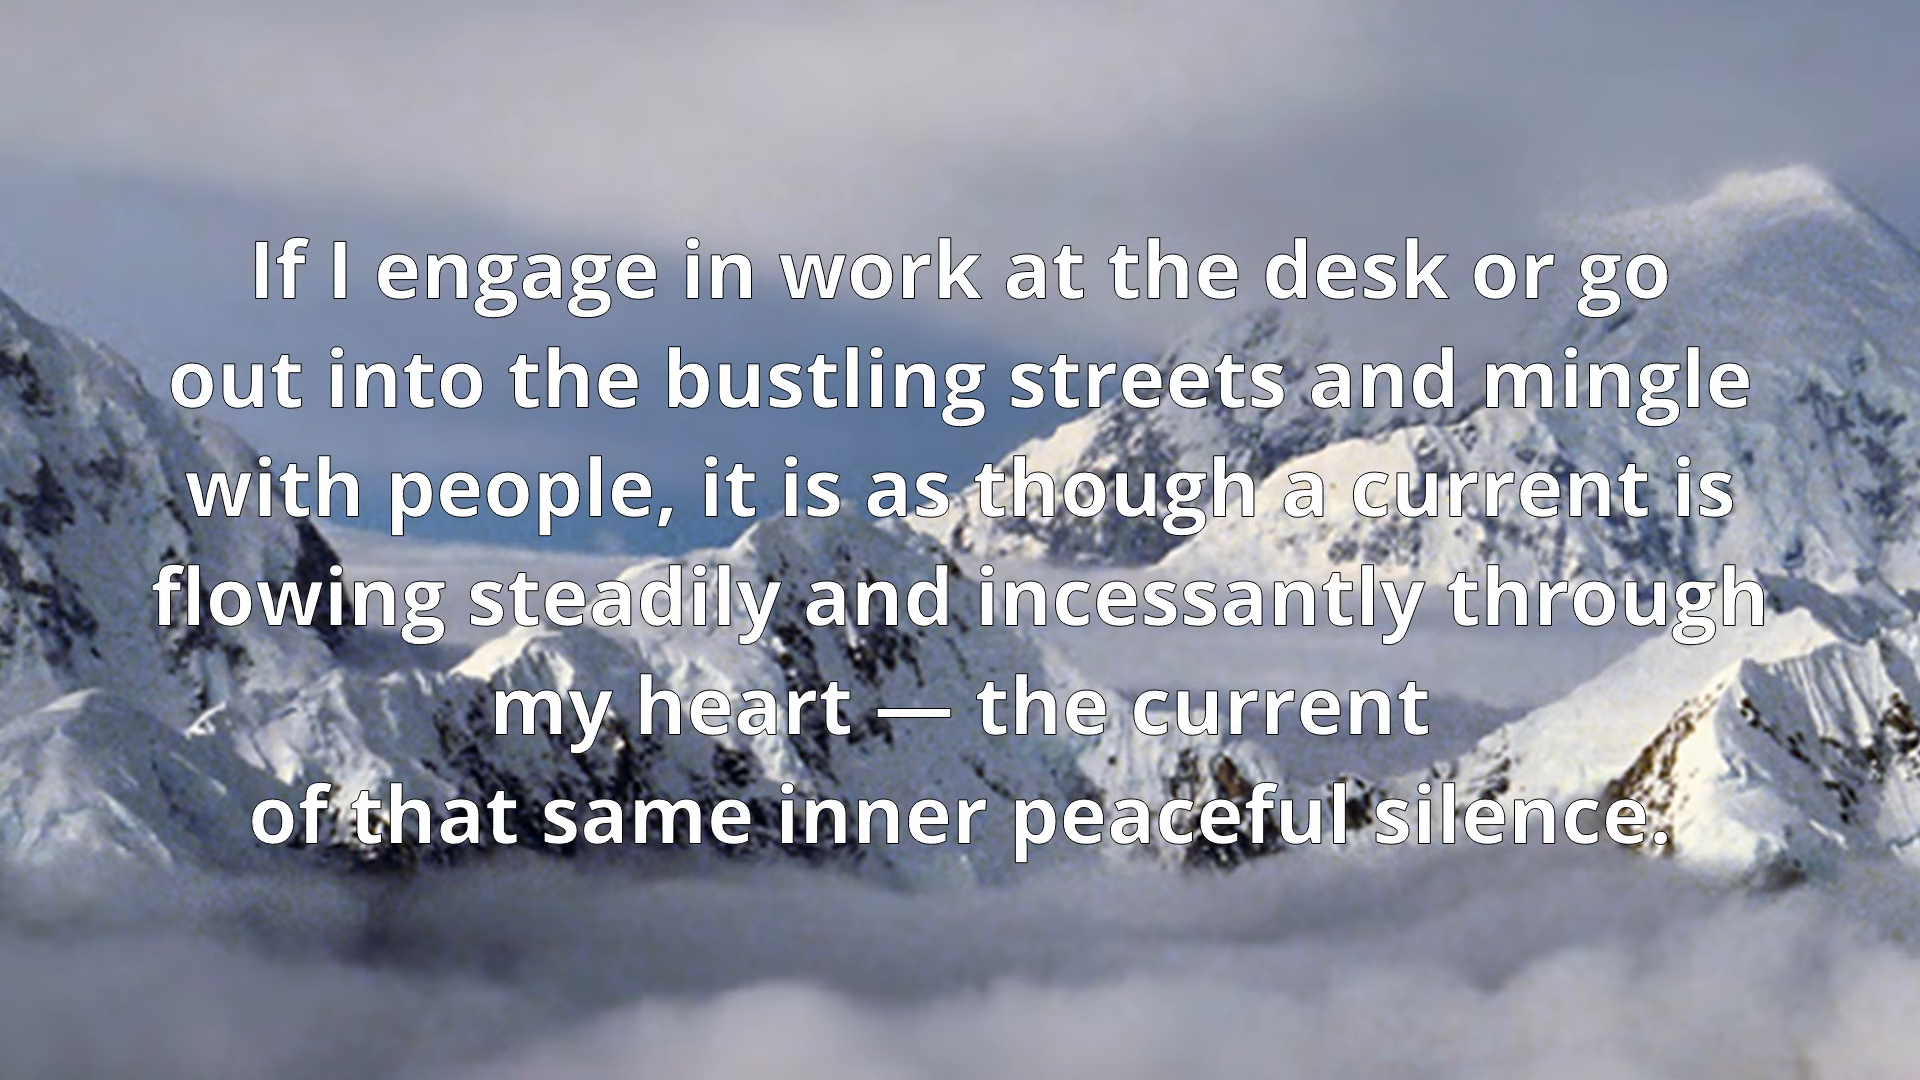 If I engage in work at the desk or go
out into the bustling streets and mingle
with people, it is as though a current is
flowing steadily and incessantly through
my heart — the current
of that same inner peaceful silence.